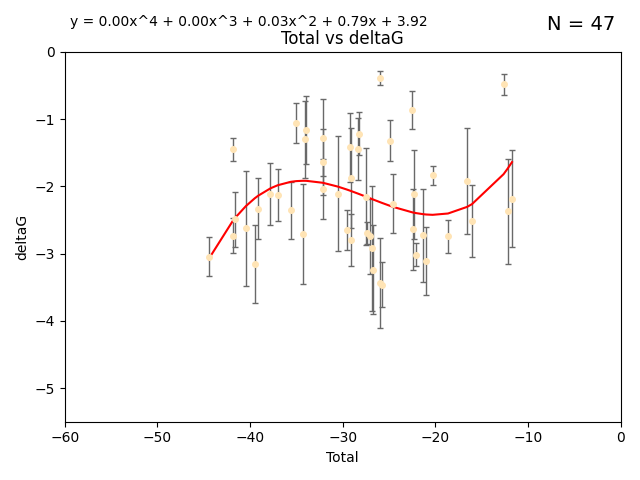 y = 0.00x^4 + 0.00x^3 + 0.03x^2 + 0.79x + 3.92
N = 47
Total vs deltaG
0
−1
−2
−3
−4
−5
deltaG
−60
−50
−40
−30
−20
−10
0
Total